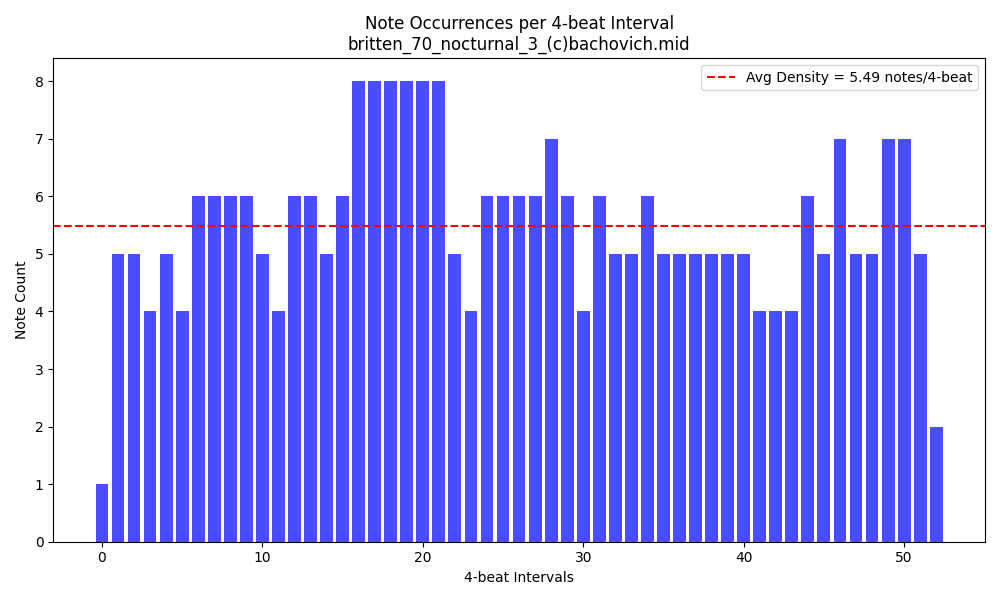 Note Occurrences per 4-beat Interval
britten_70_nocturnal_3_(c)bachovich.mid
Avg Density = 5.49 notes/4-beat
Note Count
8
7
6
5
4
3
2
1
0
0 10 20 30 40 50
4-beat Intervals